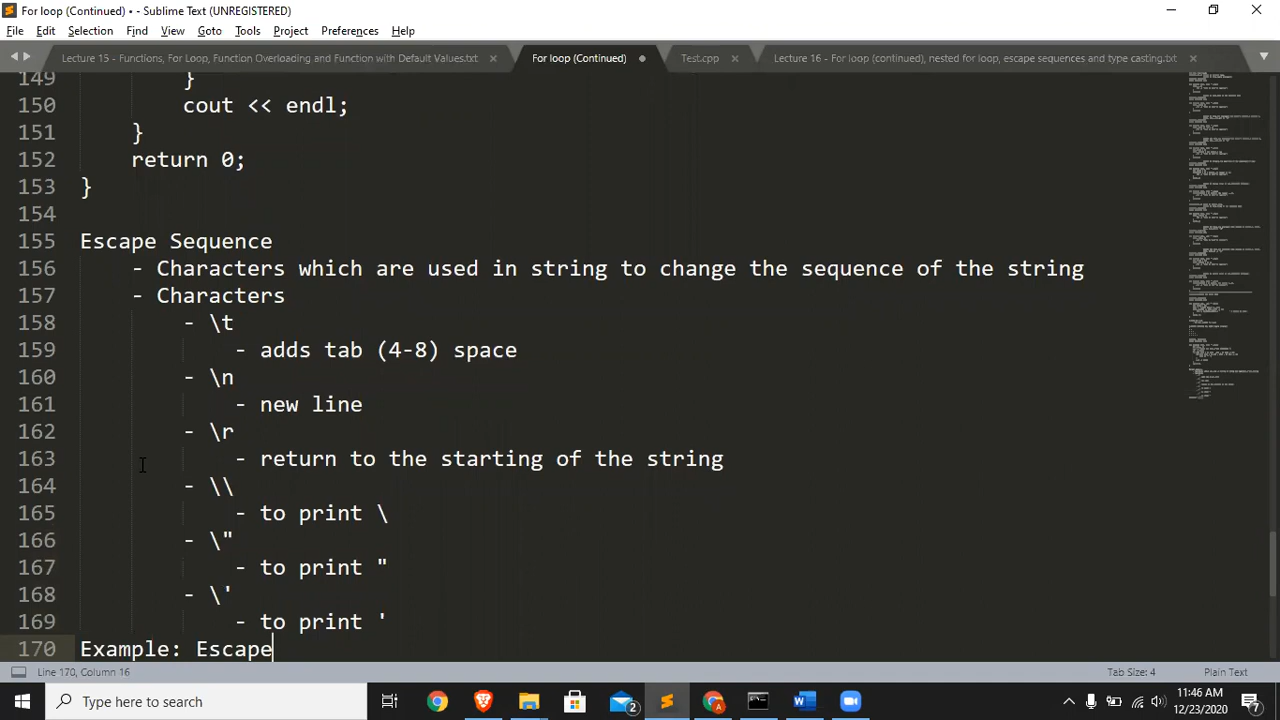 For loop (Continued) • - Sublime Text (UNREGISTERED)
File Edit Selection Find View Goto Tools Project Preferences Help
Lecture 15 - Functions, For Loop, Function Overloading and Function with Default Values.txt For loop (Continued) Test.cpp Lecture 16 - For loop (continued), nested for loop, escape sequences and type casting.txt
149 }
150 cout << endl;
151 }
152 return 0;
153 }
154
155 Escape Sequence
156 - Characters which are used in string to change the sequence of the string
157 - Characters
158 - \t
159 - adds tab (4-8) space
160 - \n
161 - new line
162 - \r
163 - return to the starting of the string
164 - \\
165 - to print \
166 - \"
167 - to print "
168 - \'
169 - to print '
170 Example: Escape
Line 170, Column 16 Tab Size: 4 Plain Text
Type here to search 2 A W 11:46 AM
12/23/2020 7